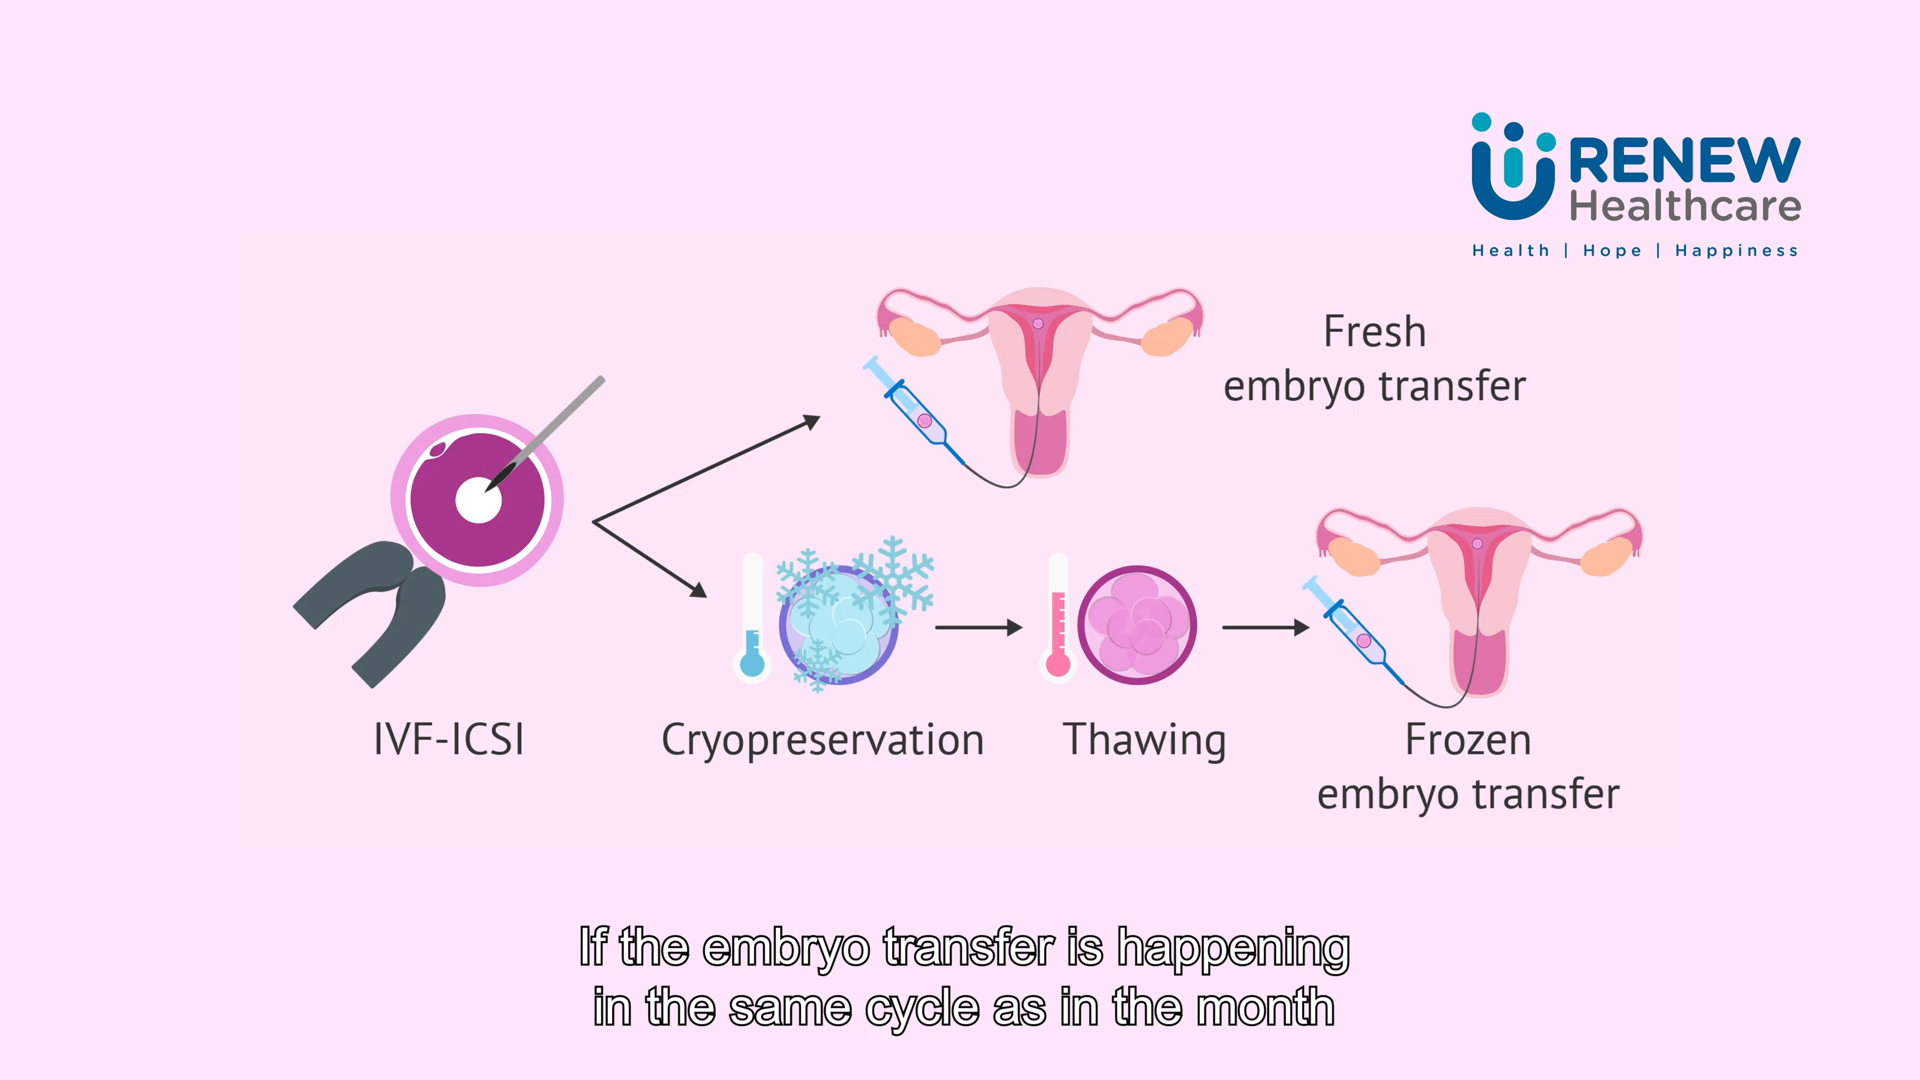 RENEW
Healthcare
Health | Hope | Happiness
Fresh
embryo transfer
IVF-ICSI
Cryopreservation
Thawing
Frozen
embryo transfer
If the embryo transfer is happening
in the same cycle as in the month